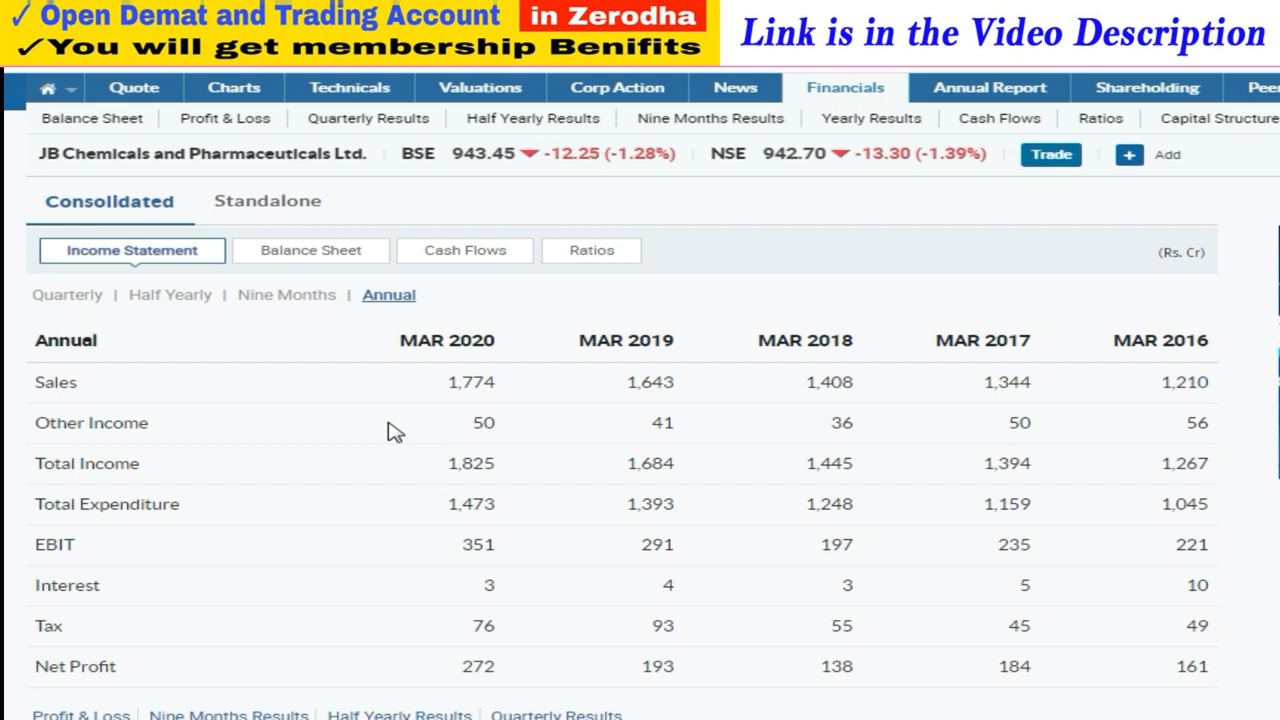 ✓ Open Demat and Trading Account in Zerodha
✓You will get membership Benifits
Link is in the Video Description
Quote Charts Technicals Valuations Corp Action News Financials Annual Report Shareholding
Balance Sheet | Profit & Loss | Quarterly Results | Half Yearly Results | Nine Months Results | Yearly Results | Cash Flows | Ratios | Capital Structure
JB Chemicals and Pharmaceuticals Ltd. BSE 943.45 ▼ -12.25 (-1.28%) NSE 942.70 ▼ -13.30 (-1.39%) Trade + Add
Consolidated Standalone
Income Statement Balance Sheet Cash Flows Ratios (Rs. Cr)
Quarterly | Half Yearly | Nine Months | Annual
Annual MAR 2020 MAR 2019 MAR 2018 MAR 2017 MAR 2016
Sales 1,774 1,643 1,408 1,344 1,210
Other Income 50 41 36 50 56
Total Income 1,825 1,684 1,445 1,394 1,267
Total Expenditure 1,473 1,393 1,248 1,159 1,045
EBIT 351 291 197 235 221
Interest 3 4 3 5 10
Tax 76 93 55 45 49
Net Profit 272 193 138 184 161
Profit & Loss | Nine Months Results | Half Yearly Results | Quarterly Results